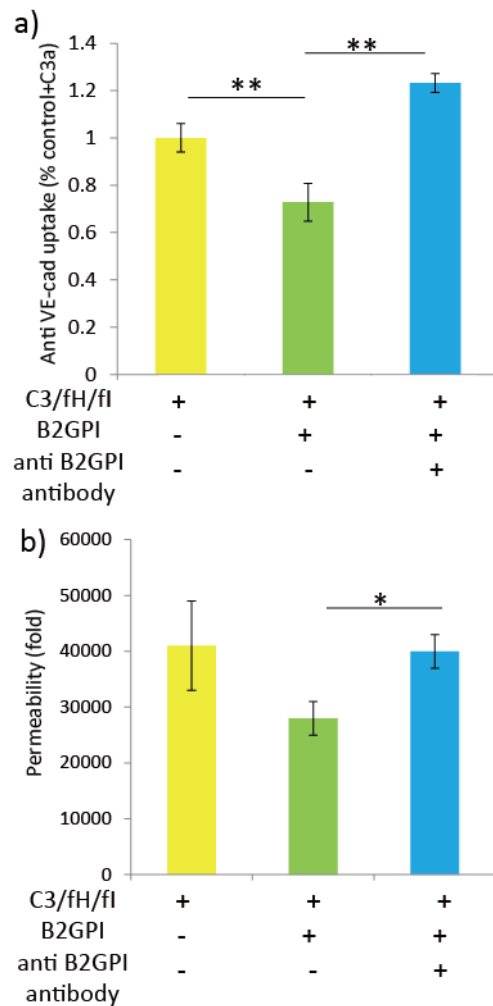 a)
Anti VE-cad uptake (% control+C3a)
1.4
1.2
1
0.8
0.6
0.4
0.2
0
**
**
C3/fH/fI + + +
B2GPI - + +
anti B2GPI - - +
antibody
b)
Permeability (fold)
60000
50000
40000
30000
20000
10000
0
*
C3/fH/fI + + +
B2GPI - + +
anti B2GPI - - +
antibody